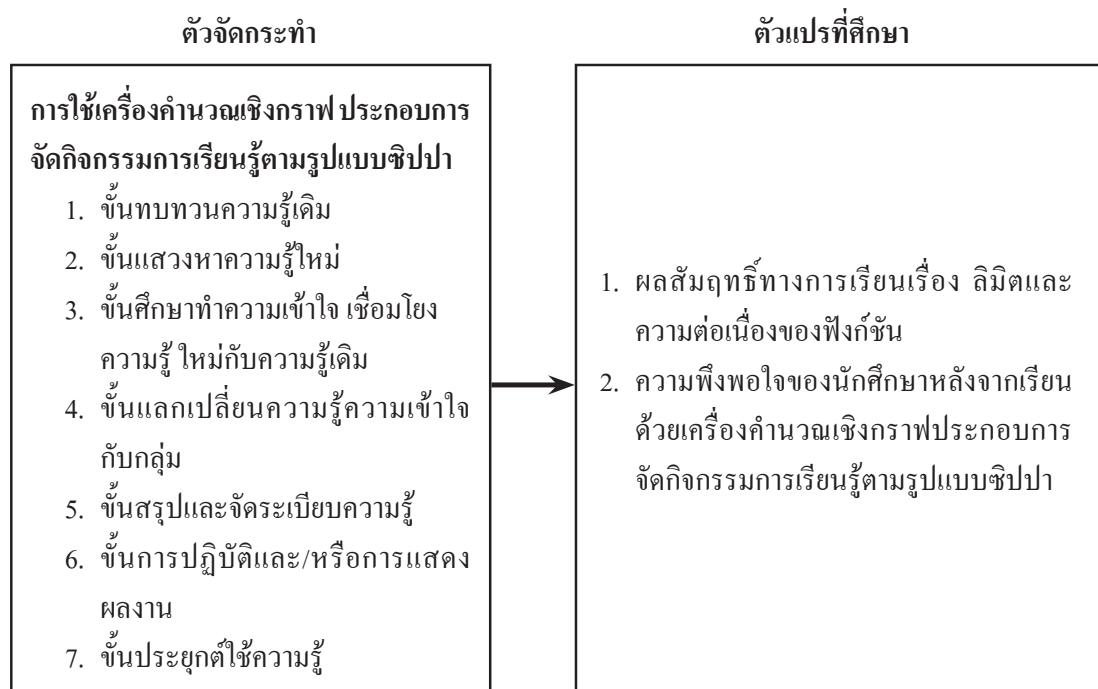 ตัวจัดกระทำ
การใช้เครื่องคำนวณเชิงกราฟ ประกอบการ
จัดกิจกรรมการเรียนรู้ตามรูปแบบซิปปา
1. ขั้นทบทวนความรู้เดิม
2. ขั้นแสวงหาความรู้ใหม่
3. ขั้นศึกษาทำความเข้าใจ เชื่อมโยง
ความรู้ ใหม่กับความรู้เดิม
4. ขั้นแลกเปลี่ยนความรู้ความเข้าใจ
กับกลุ่ม
5. ขั้นสรุปและจัดระเบียบความรู้
6. ขั้นการปฏิบัติและ/หรือการแสดง
ผลงาน
7. ขั้นประยุกต์ใช้ความรู้
ตัวแปรที่ศึกษา
1. ผลสัมฤทธิ์ทางการเรียนเรื่อง ลิมิตและ
ความต่อเนื่องของฟังก์ชัน
2. ความพึงพอใจของนักศึกษาหลังจากเรียน
ด้วยเครื่องคำนวณเชิงกราฟประกอบการ
จัดกิจกรรมการเรียนรู้ตามรูปแบบซิปปา